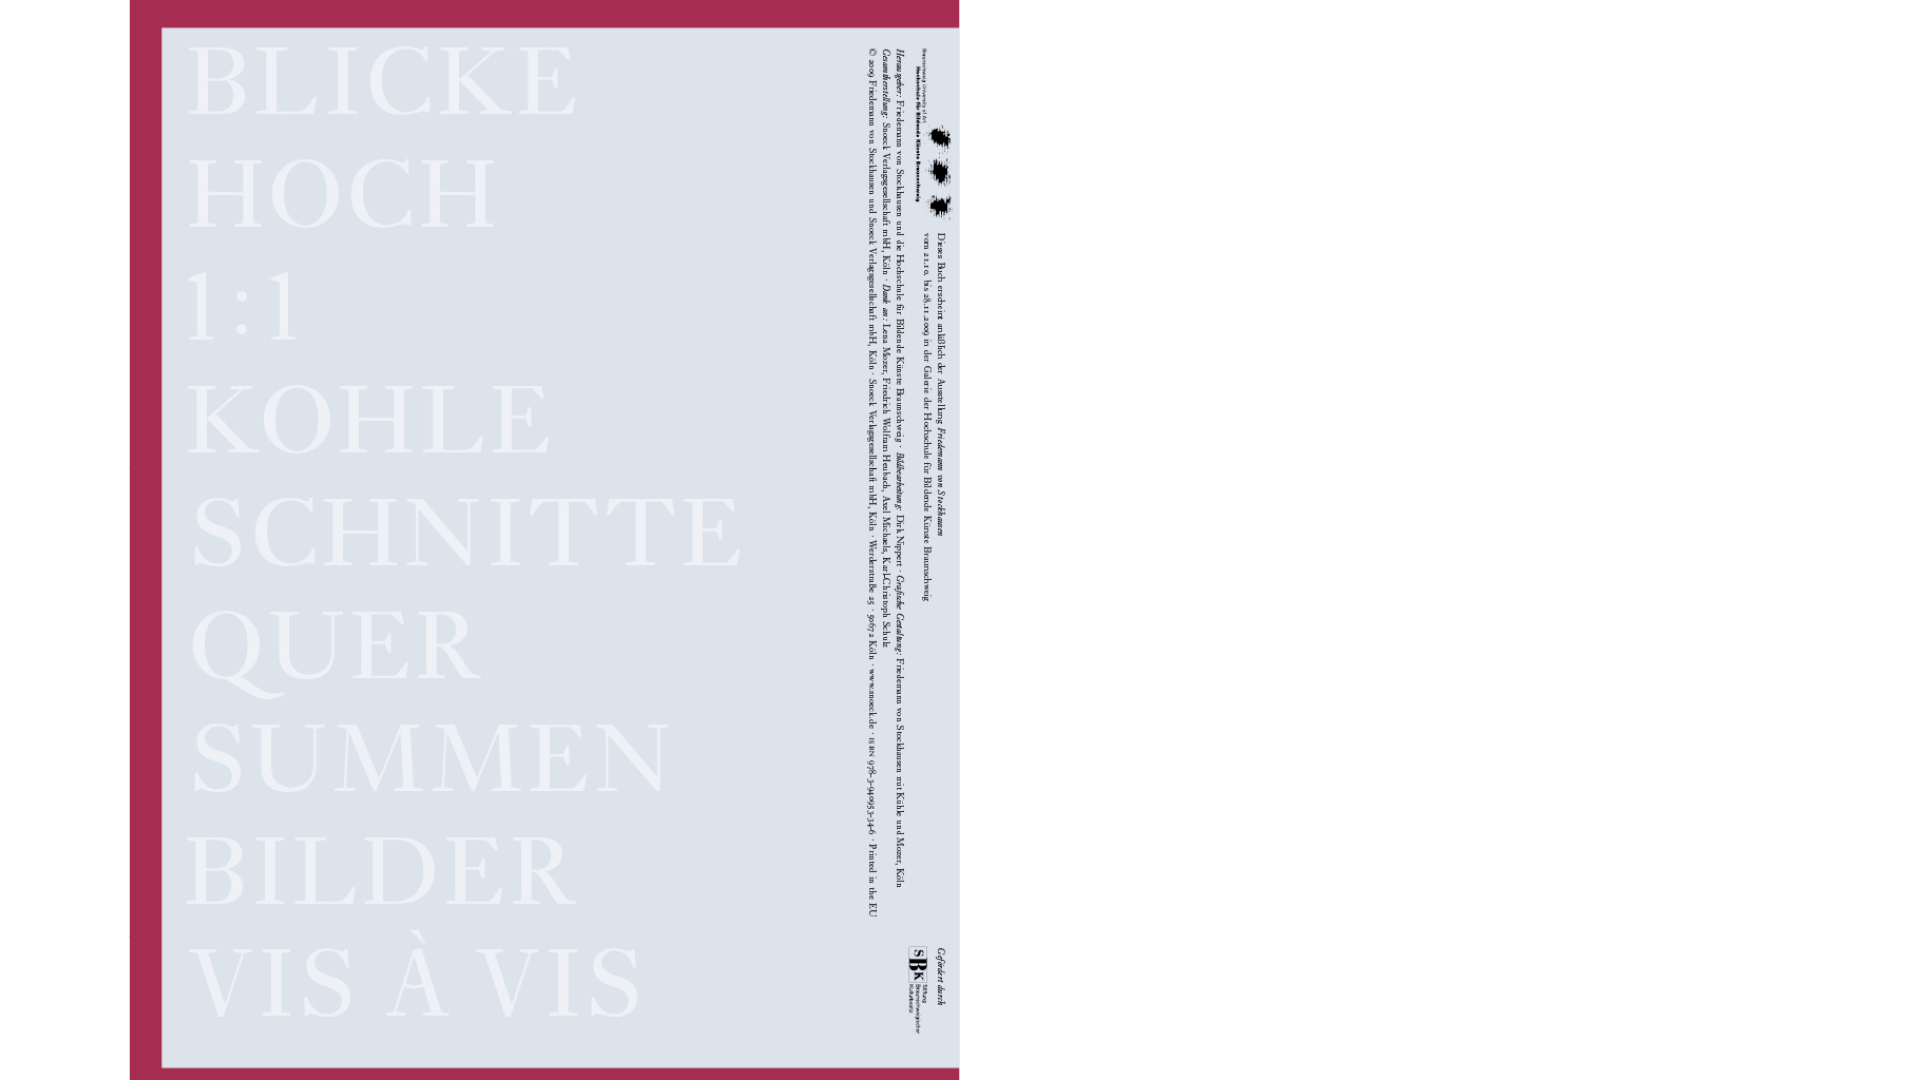 BLICKE
HOCH
1:1
KOHLE
SCHNITTE
QUER
SUMMEN
BILDER
VIS À VIS
Braunschweig University of Art
Hochschule für Bildende Künste Braunschweig
Dieses Buch erscheint anläßlich der Ausstellung Friedemann von Stockhausen
vom 21.10. bis 28.11.2009 in der Galerie der Hochschule für Bildende Künste Braunschweig
Herausgeber: Friedemann von Stockhausen und die Hochschule für Bildende Künste Braunschweig · Bildbearbeitung: Dirk Nippert · Grafische Gestaltung: Friedemann von Stockhausen mit Kühle und Mozer, Köln
Gesamtherstellung: Snoeck Verlagsgesellschaft mbH, Köln · Dank an: Lena Mozer, Friedrich Wolfram Heubach, Axel Michaels, Karl-Christoph Schulz
© 2009 Friedemann von Stockhausen und Snoeck Verlagsgesellschaft mbH, Köln · Snoeck Verlagsgesellschaft mbH, Köln · Werderstraße 25 · 50672 Köln · www.snoeck.de · ISBN 978-3-940953-34-6 · Printed in the EU
Gefördert durch
SBK
Stiftung
Braunschweigischer
Kulturbesitz